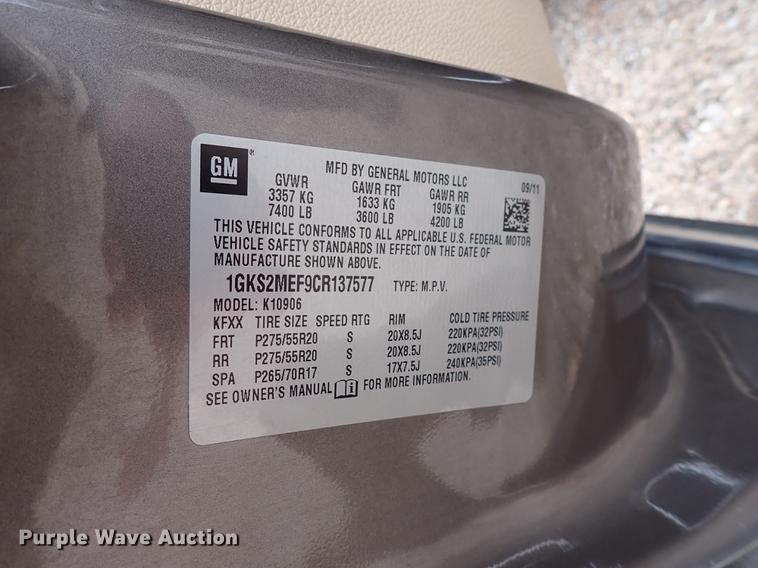 GM®
MFD BY GENERAL MOTORS LLC
GVWR GAWR FRT GAWR RR 09/11
3357 KG 1633 KG 1905 KG
7400 LB 3600 LB 4200 LB
THIS VEHICLE CONFORMS TO ALL APPLICABLE U.S. FEDERAL MOTOR
VEHICLE SAFETY STANDARDS IN EFFECT ON THE DATE OF
MANUFACTURE SHOWN ABOVE.
1GKS2MEF9CR137577 TYPE: M.P.V.
MODEL: K10906
KFXX TIRE SIZE SPEED RTG RIM COLD TIRE PRESSURE
FRT P275/55R20 S 20X8.5J 220KPA(32PSI)
RR P275/55R20 S 20X8.5J 220KPA(32PSI)
SPA P265/70R17 S 17X7.5J 240KPA(35PSI)
SEE OWNER'S MANUAL FOR MORE INFORMATION.
Purple Wave Auction